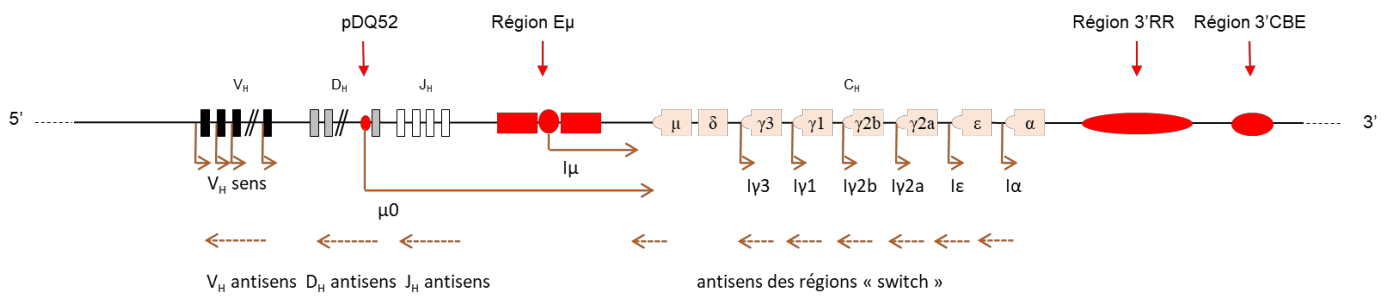 pDQ52 Région Eµ Région 3'RR Région 3'CBE
V_H D_H J_H C_H
5' µ δ γ3 γ1 γ2b γ2a ε α 3'
V_H sens Iµ Iγ3 Iγ1 Iγ2b Iγ2a Iε Iα
µ0
V_H antisens D_H antisens J_H antisens antisens des régions « switch »